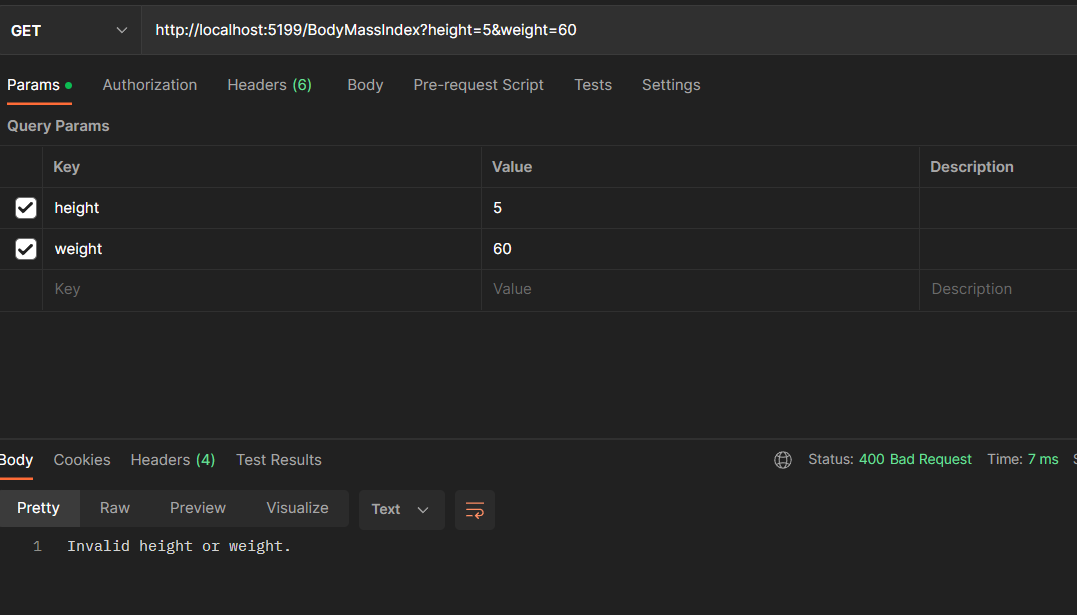 GET http://localhost:5199/BodyMassIndex?height=5&weight=60
Params Authorization Headers (6) Body Pre-request Script Tests Settings
Query Params
Key Value Description
height 5
weight 60
Key Value Description
Body Cookies Headers (4) Test Results Status: 400 Bad Request Time: 7 ms
Pretty Raw Preview Visualize Text
1 Invalid height or weight.